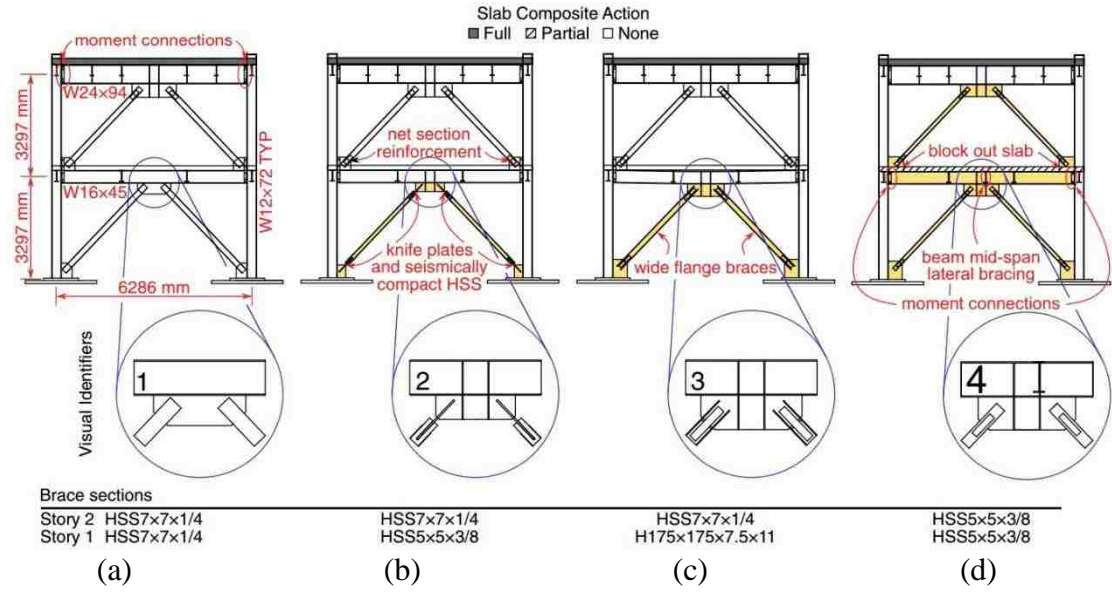 Slab Composite Action
Full Partial None
moment connections
W24×94
3297 mm
W16×45
3297 mm
W12×72 TYP
6286 mm
net section
reinforcement
knife plates
and seismically
compact HSS
wide flange braces
block out slab
beam mid-span
lateral bracing
moment connections
Visual Identifiers
1
2
3
4
Brace sections
Story 2 HSS7×7×1/4 HSS7×7×1/4 HSS7×7×1/4 HSS5×5×3/8
Story 1 HSS7×7×1/4 HSS5×5×3/8 H175×175×7.5×11 HSS5×5×3/8
(a) (b) (c) (d)